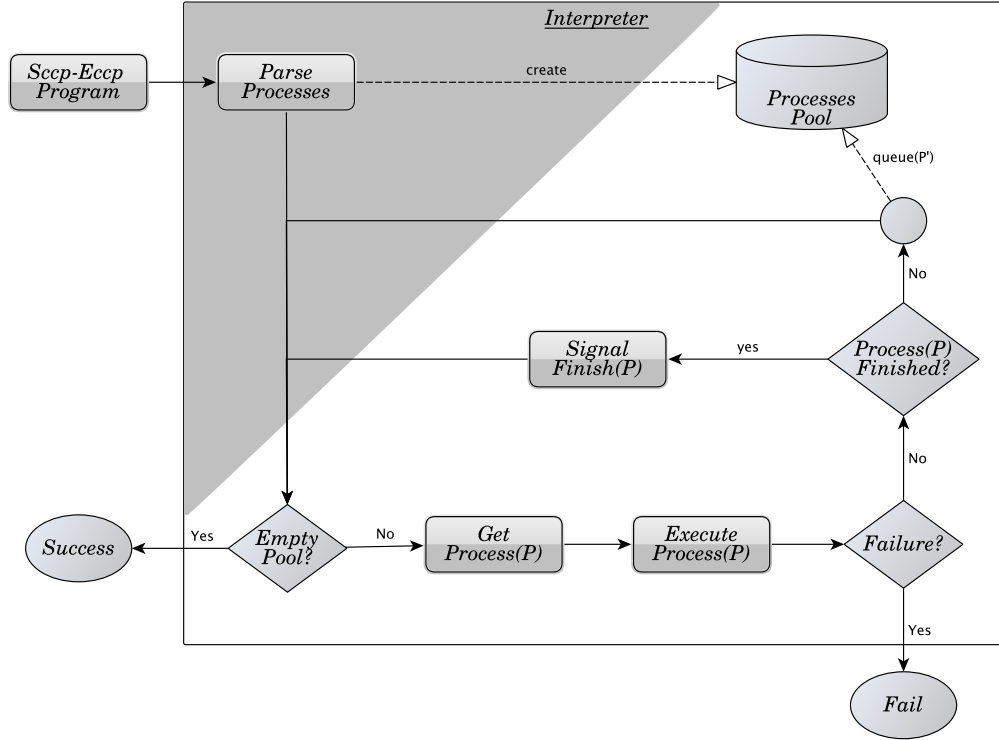 Interpreter
Sccp-Eccp
Program
Parse
Processes
create
Processes
Pool
queue(P')
No
Signal
Finish(P)
yes
Process(P)
Finished?
No
Success
Yes
Empty
Pool?
No
Get
Process(P)
Execute
Process(P)
Failure?
Yes
Fail